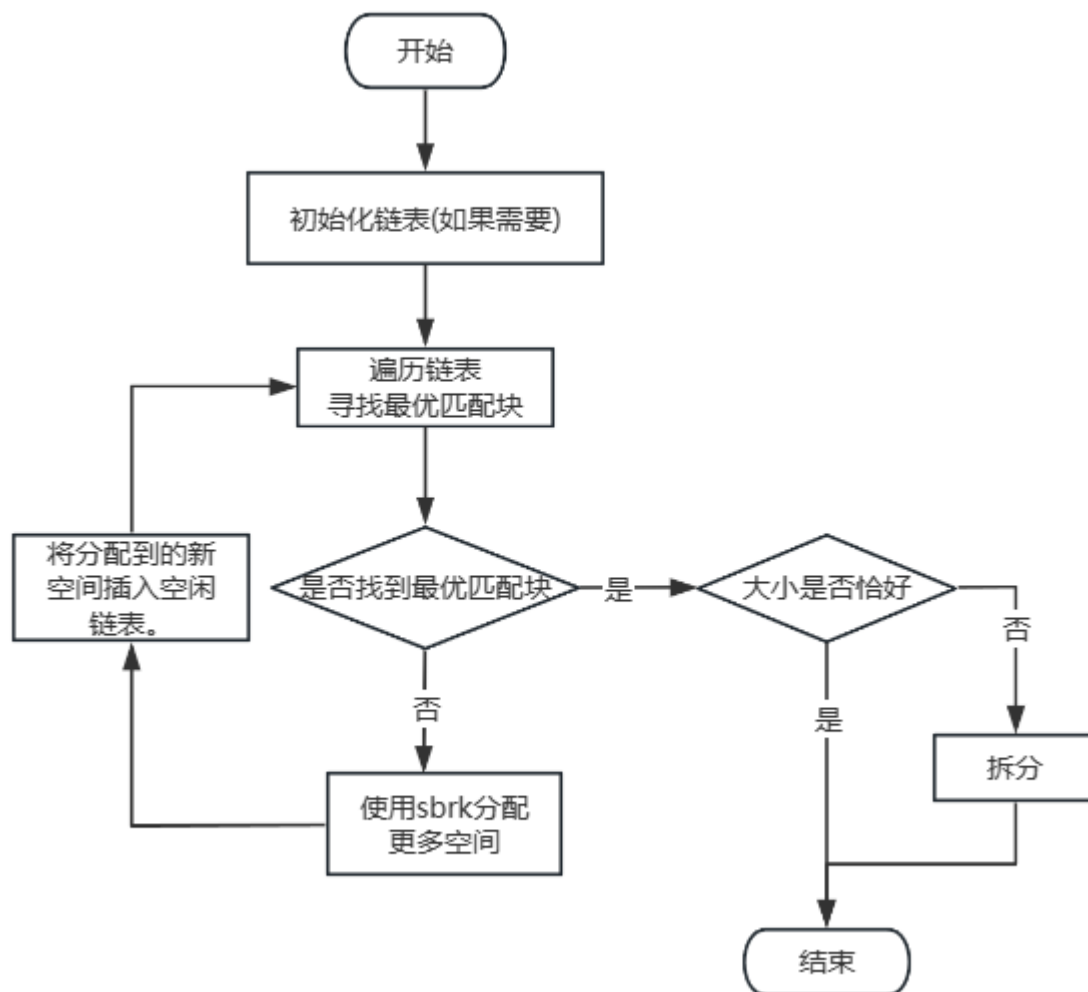 开始
初始化链表(如果需要)
遍历链表
寻找最优匹配块
将分配到的新
空间插入空闲
链表。
是否找到最优匹配块
是
大小是否恰好
否
否
是
使用sbrk分配
更多空间
拆分
结束